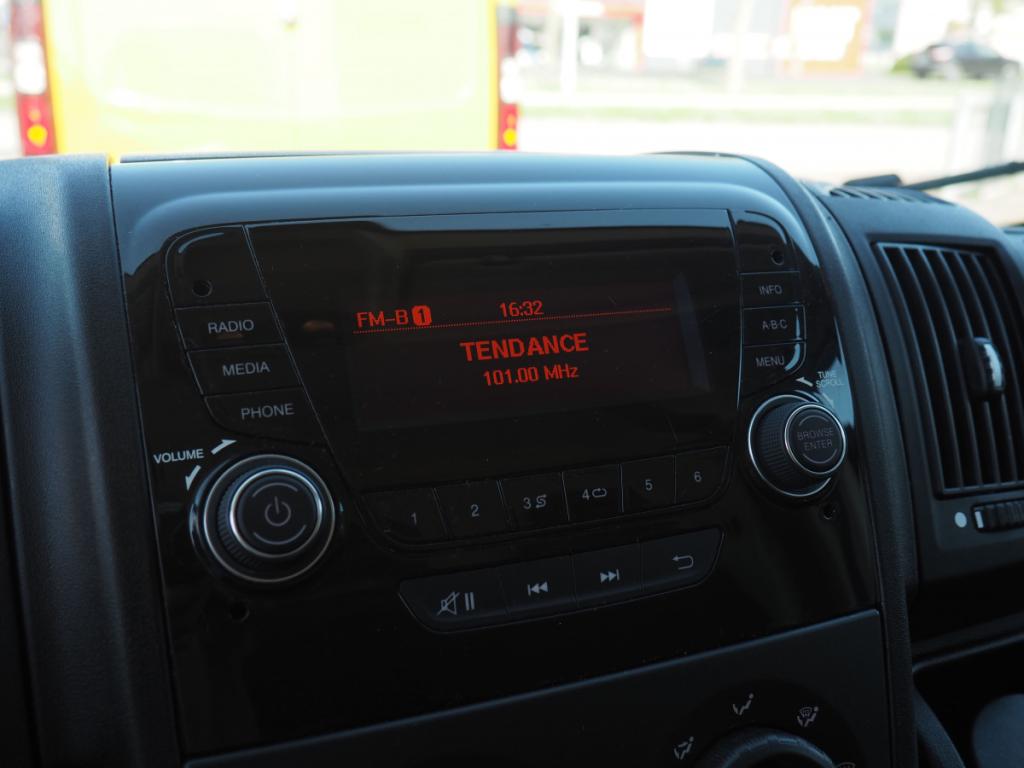 FM-B 1 16:32
TENDANCE
101.00 MHz
RADIO
MEDIA
PHONE
VOLUME
INFO
A·B·C
MENU
TUNE
SCROLL
BROWSE
ENTER
1 2 3 4 5 6